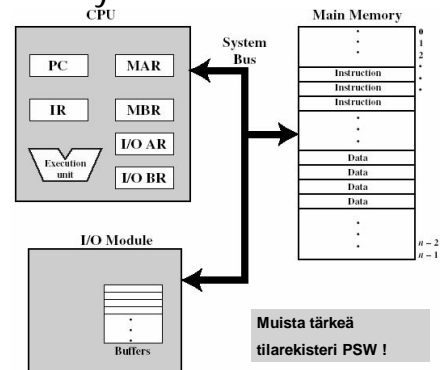 CPU
Main Memory
System
Bus
PC
MAR
IR
MBR
I/O AR
Execution
unit
I/O BR
0
1
2
Instruction
Instruction
Instruction
Data
Data
Data
Data
n – 2
n – 1
I/O Module
Buffers
Muista tärkeä
tilarekisteri PSW !